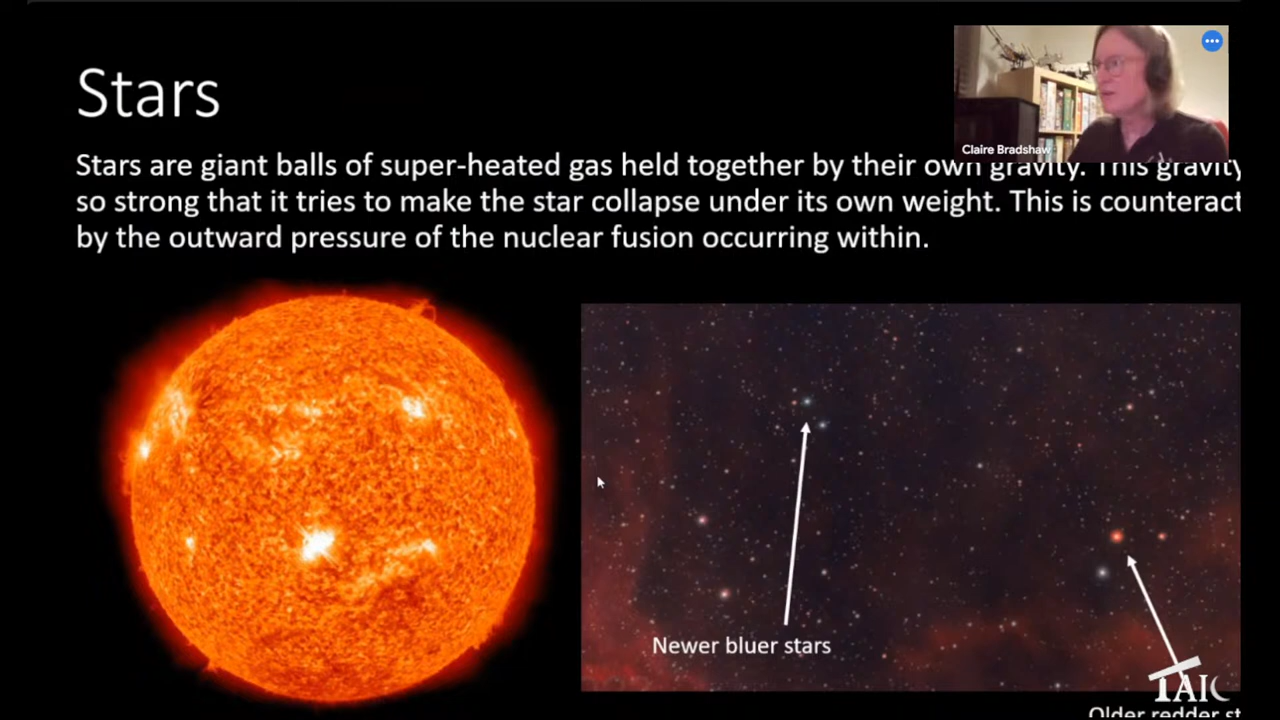 Stars
Claire Bradshaw
Stars are giant balls of super-heated gas held together by their own gravity. This gravity
so strong that it tries to make the star collapse under its own weight. This is counteract
by the outward pressure of the nuclear fusion occurring within.
Newer bluer stars
TAIC
Older redder st